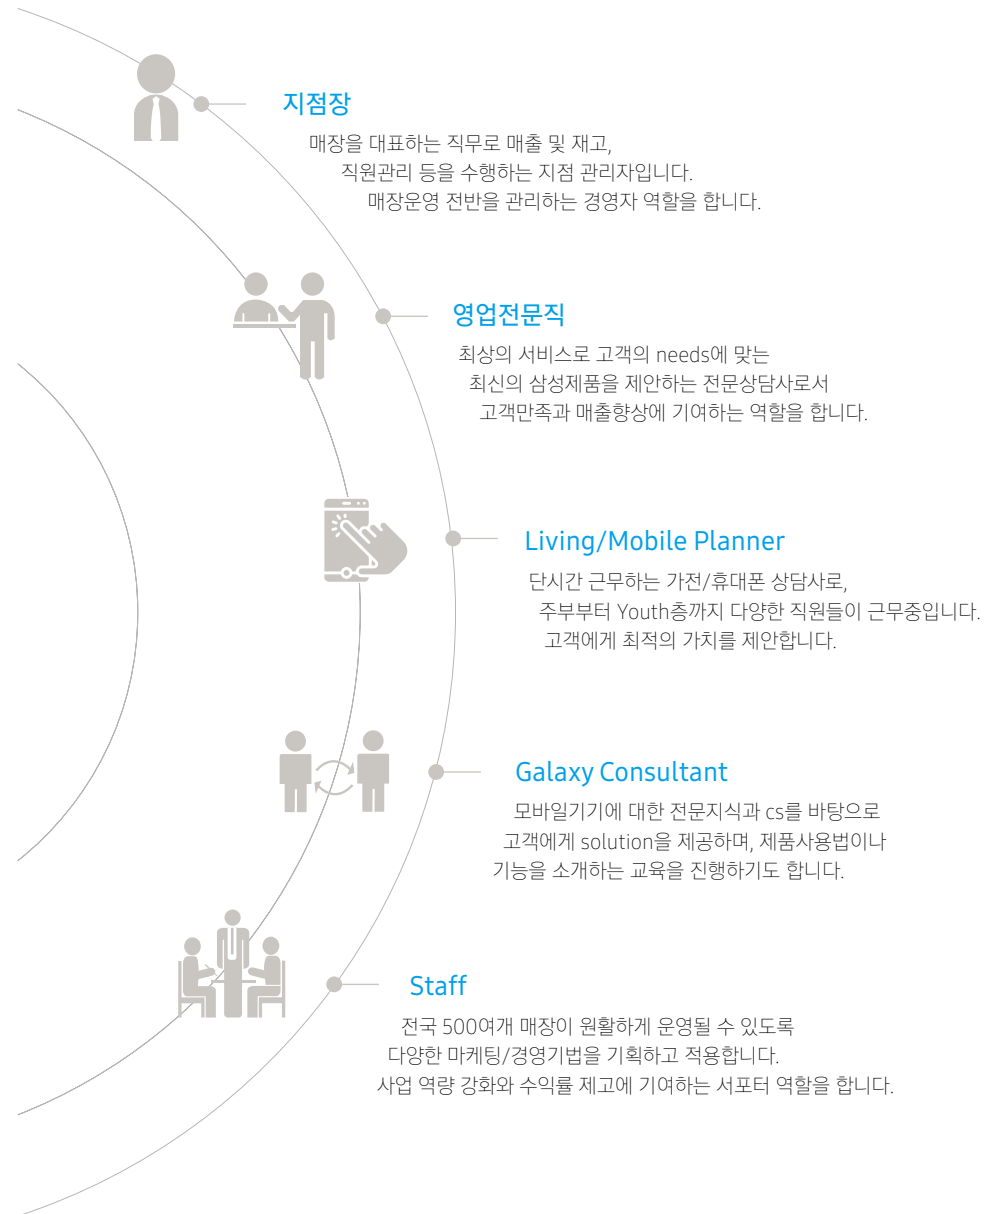 지점장
매장을 대표하는 직무로 매출 및 재고,
직원관리 등을 수행하는 지점 관리자입니다.
매장운영 전반을 관리하는 경영자 역할을 합니다.
영업전문직
최상의 서비스로 고객의 needs에 맞는
최신의 삼성제품을 제안하는 전문상담사로서
고객만족과 매출향상에 기여하는 역할을 합니다.
Living/Mobile Planner
단시간 근무하는 가전/휴대폰 상담사로,
주부부터 Youth층까지 다양한 직원들이 근무중입니다.
고객에게 최적의 가치를 제안합니다.
Galaxy Consultant
모바일기기에 대한 전문지식과 cs를 바탕으로
고객에게 solution을 제공하며, 제품사용법이나
기능을 소개하는 교육을 진행하기도 합니다.
Staff
전국 500여개 매장이 원활하게 운영될 수 있도록
다양한 마케팅/경영기법을 기획하고 적용합니다.
사업 역량 강화와 수익률 제고에 기여하는 서포터 역할을 합니다.